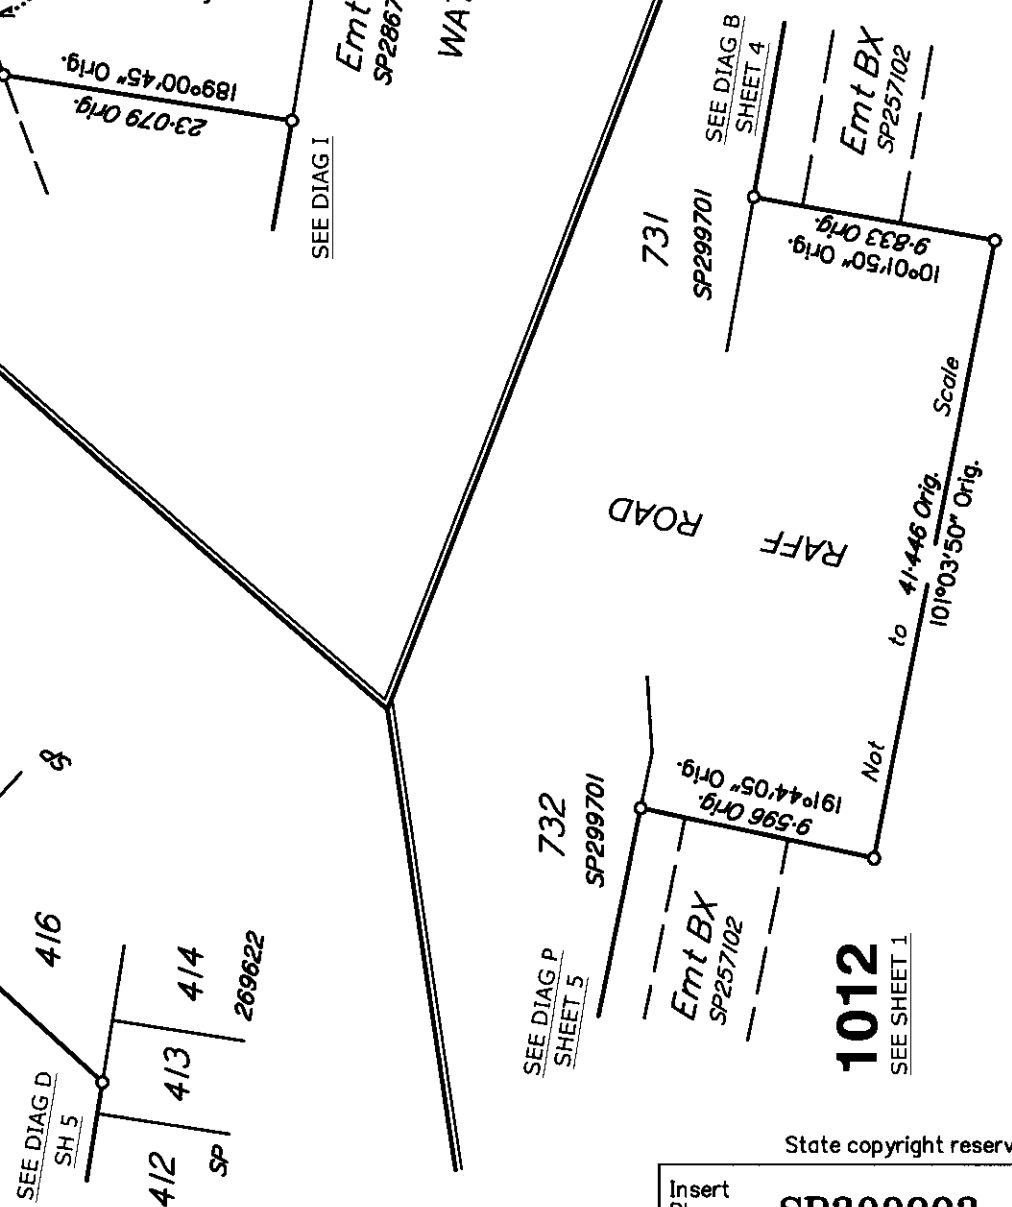 189°00'45" Orig.
23·079 Orig.
SEE DIAG I
Emt
SP2867
WAT
SEE DIAG B
SHEET 4
Emt BX
SP257102
731
SP299701
10°01'50" Orig.
9·833 Orig.
RAFF
ROAD
Not to Scale
41·446 Orig.
101°03'50" Orig.
732
SP299701
191°44'05" Orig.
9·596 Orig.
SEE DIAG P
SHEET 5
Emt BX
SP257102
1012
SEE SHEET 1
416
414
413
412
SP
269622
SEE DIAG D
SH 5
State copyright reserv
Insert